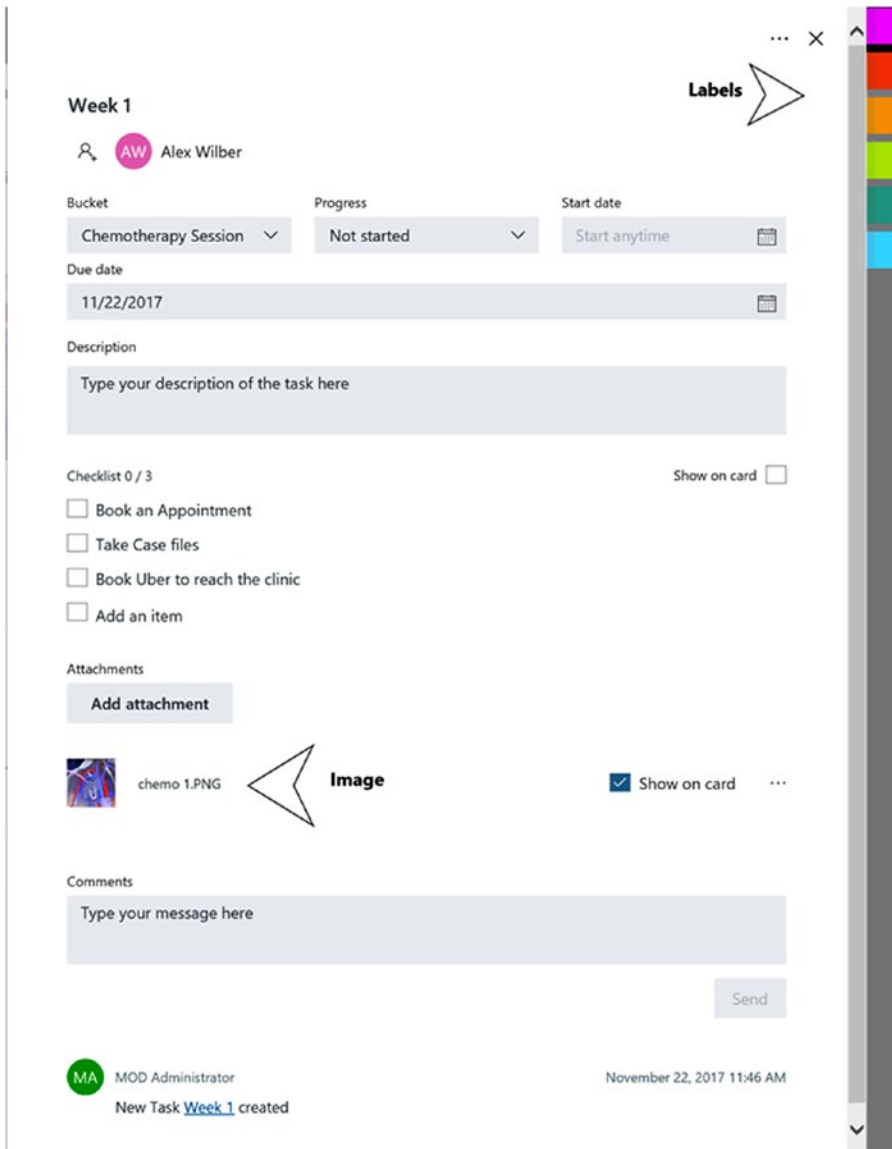 Labels
Week 1
AW Alex Wilber
Bucket Progress Start date
Chemotherapy Session Not started Start anytime
Due date
11/22/2017
Description
Type your description of the task here
Checklist 0 / 3 Show on card
Book an Appointment
Take Case files
Book Uber to reach the clinic
Add an item
Attachments
Add attachment
chemo 1.PNG Image Show on card
Comments
Type your message here
Send
MA MOD Administrator November 22, 2017 11:46 AM
New Task Week 1 created